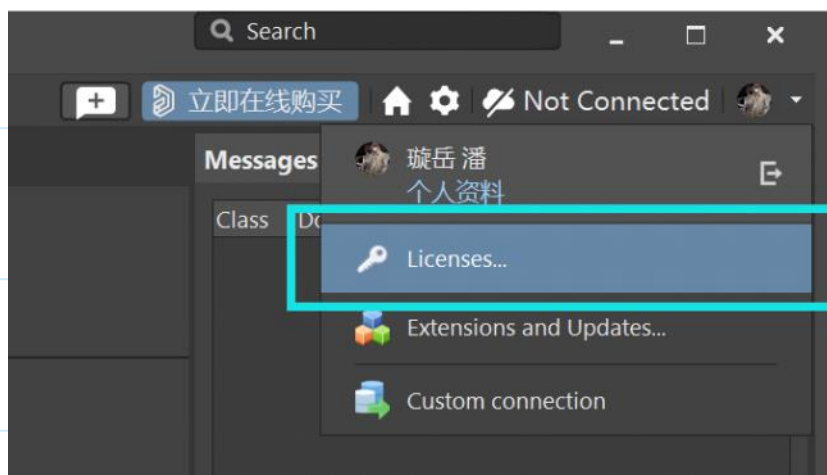 Search
立即在线购买
Not Connected
Messages
璇岳 潘
个人资料
Class
Licenses...
Extensions and Updates...
Custom connection